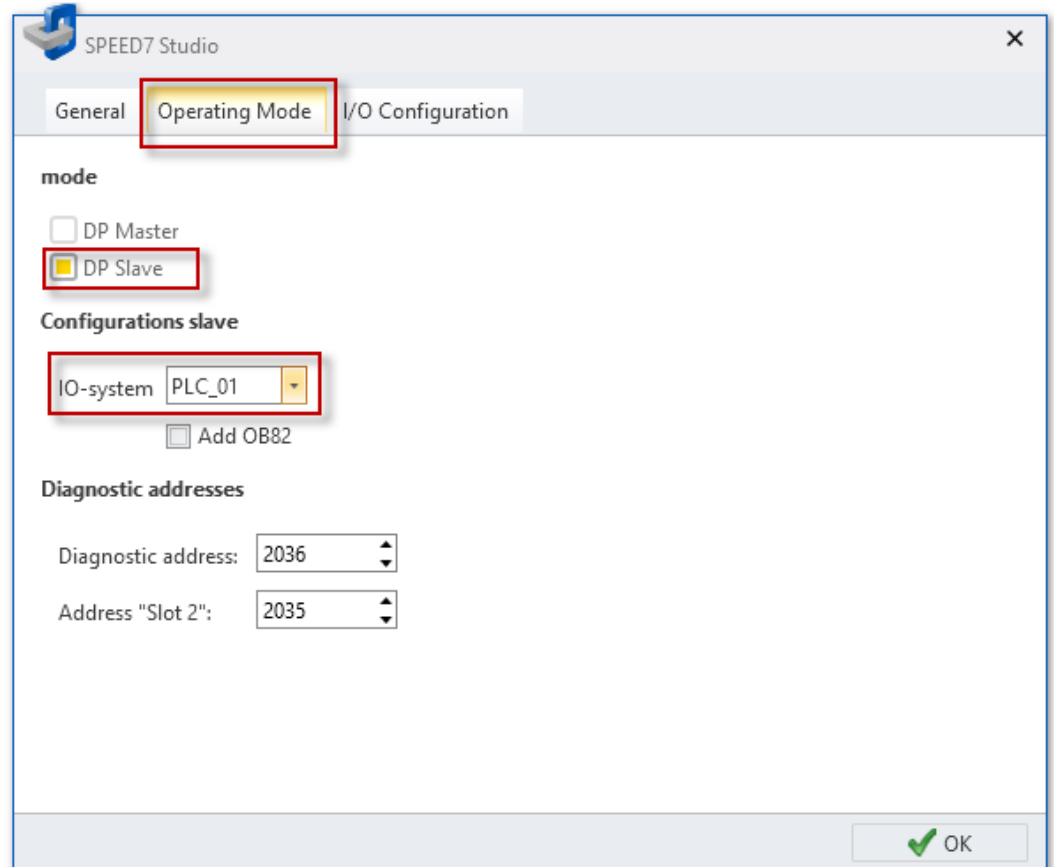 SPEED7 Studio
General Operating Mode I/O Configuration
mode
DP Master
DP Slave
Configurations slave
IO-system PLC_01
Add OB82
Diagnostic addresses
Diagnostic address: 2036
Address "Slot 2": 2035
OK